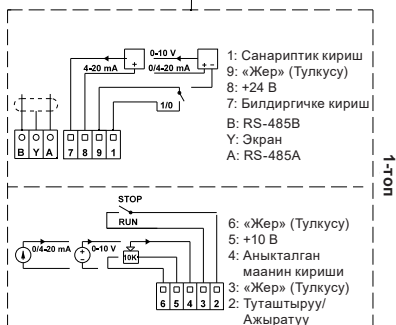 0-10 V
4-20 mA
0/4-20 mA
+
+ -
1/0
B Y A
7 8 9 1
1: Санариптик кириш
9: «Жер» (Тулкусу)
8: +24 В
7: Билдиргичке кириш
B: RS-485B
Y: Экран
A: RS-485A
1-топ
STOP
RUN
0/4-20 mA
0-10 V
10K
6 5 4 3 2
6: «Жер» (Тулкусу)
5: +10 В
4: Аныкталган
маанин кириши
3: «Жер» (Тулкусу)
2: Туташтыруу/
Ажыратуу